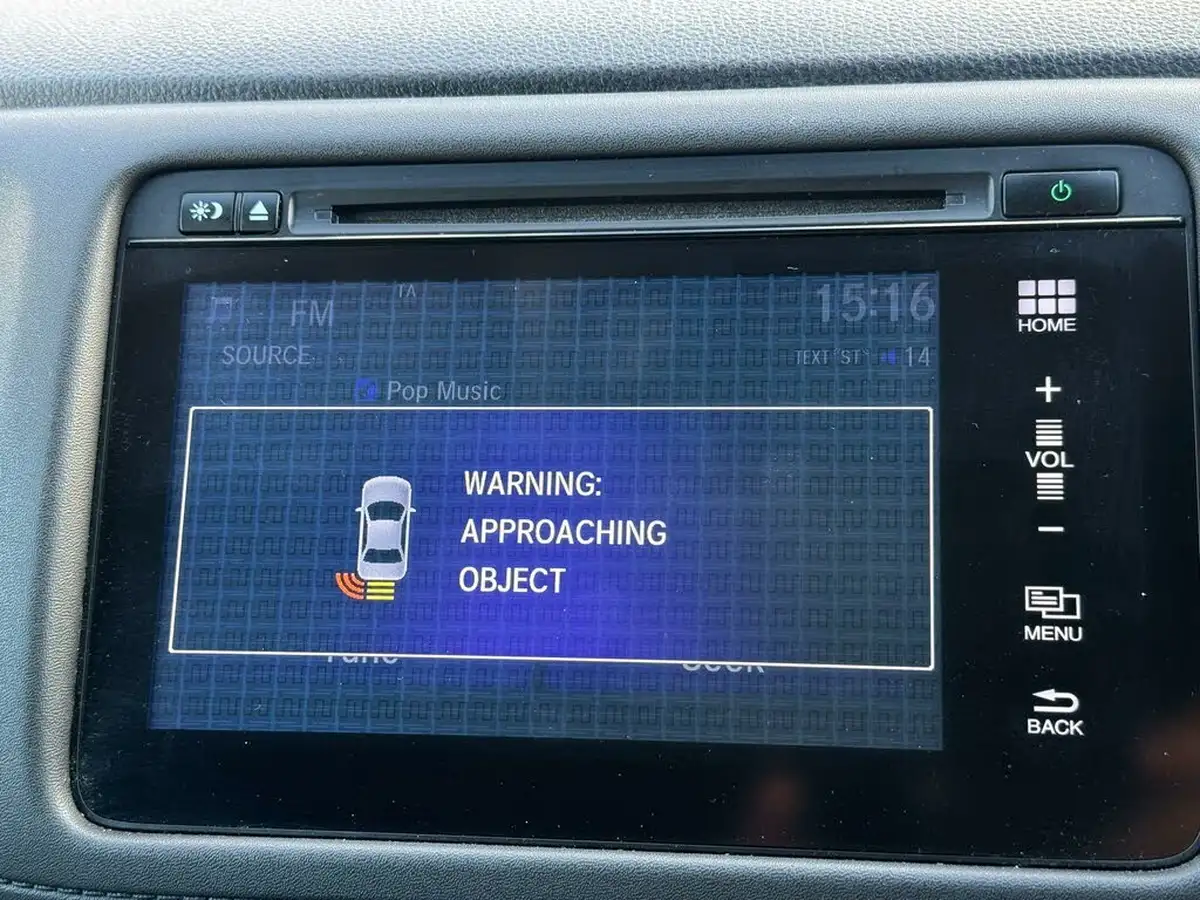 FM
TA
15:16
SOURCE
TEXT
ST
14
Pop Music
WARNING:
APPROACHING
OBJECT
HOME
+
VOL
−
MENU
BACK